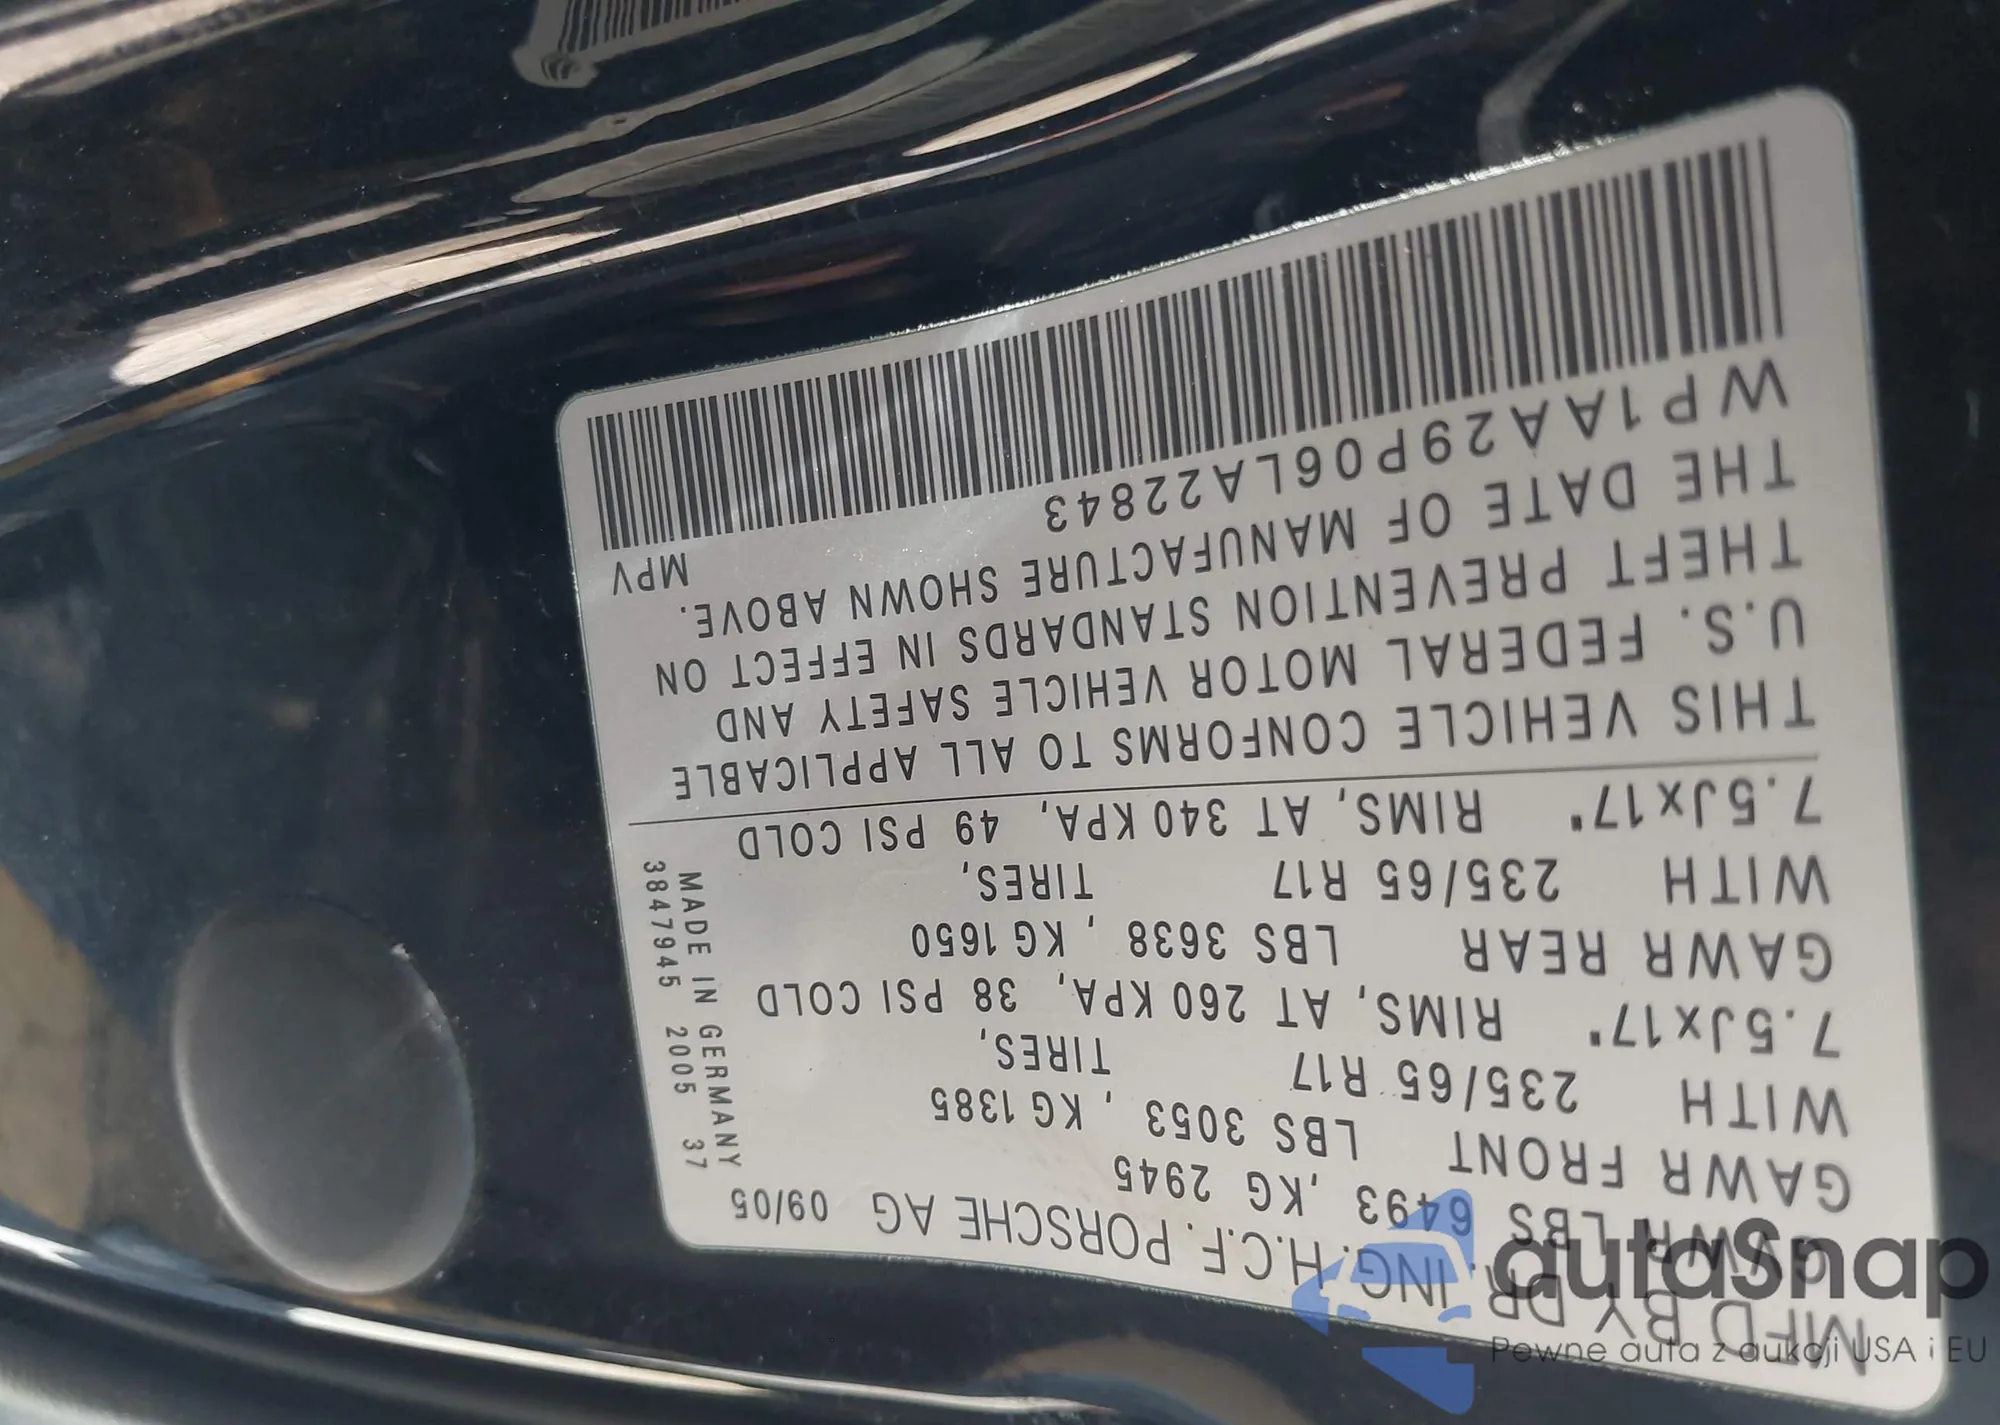 MFD BY DR. ING. H.C.F. PORSCHE AG 09/05
GAWR LBS 6493 ,KG 2945
GAWR FRONT LBS 3053 , KG 1385
WITH 235/65 R17 TIRES,
7.5Jx17" RIMS, AT 260 KPA, 38 PSI COLD
GAWR REAR LBS 3638 , KG 1650
WITH 235/65 R17 TIRES,
7.5Jx17" RIMS, AT 340 KPA, 49 PSI COLD
MADE IN GERMANY
3847945 2005 37
THIS VEHICLE CONFORMS TO ALL APPLICABLE
U.S. FEDERAL MOTOR VEHICLE SAFETY AND
THEFT PREVENTION STANDARDS IN EFFECT ON
THE DATE OF MANUFACTURE SHOWN ABOVE.
WP1AA29P06LA22843 MPV
autaSnap
Pewne auta z aukcji USA i EU